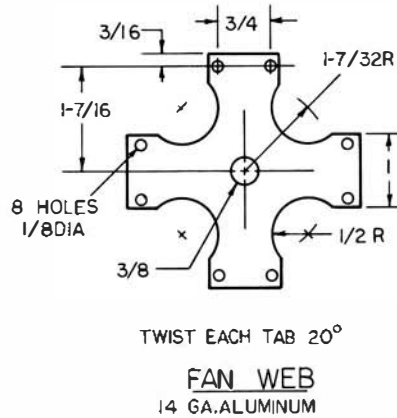 3/16
3/4
1-7/32R
1-7/16
1
8 HOLES
1/8DIA
3/8
1/2 R
TWIST EACH TAB 20°
FAN WEB
14 GA.ALUMINUM